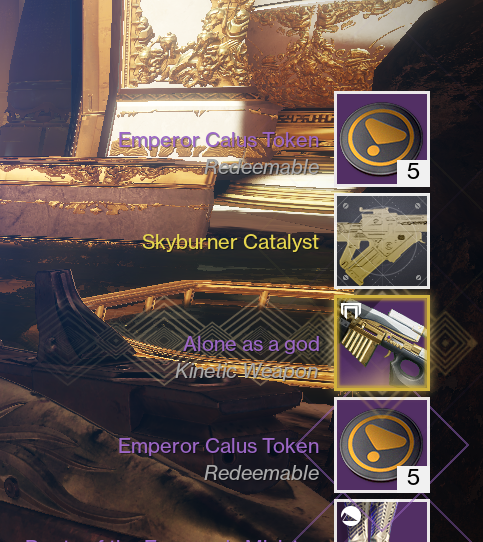 Emperor Calus Token
Redeemable
5
Skyburner Catalyst
Alone as a god
Kinetic Weapon
Emperor Calus Token
Redeemable
5